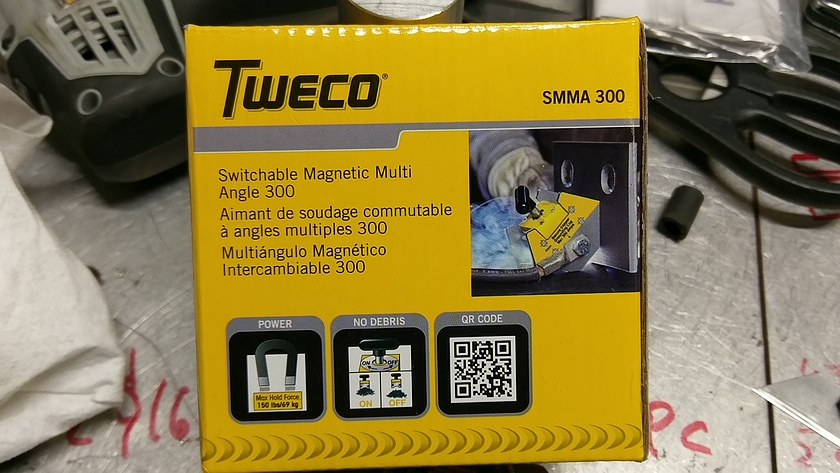 TWECO®
SMMA 300
Switchable Magnetic Multi
Angle 300
Aimant de soudage commutable
à angles multiples 300
Multiángulo Magnético
Intercambiable 300
POWER
Max Hold Force
150 lbs/69 kg
NO DEBRIS
ON OFF
ON OFF
QR CODE
PC